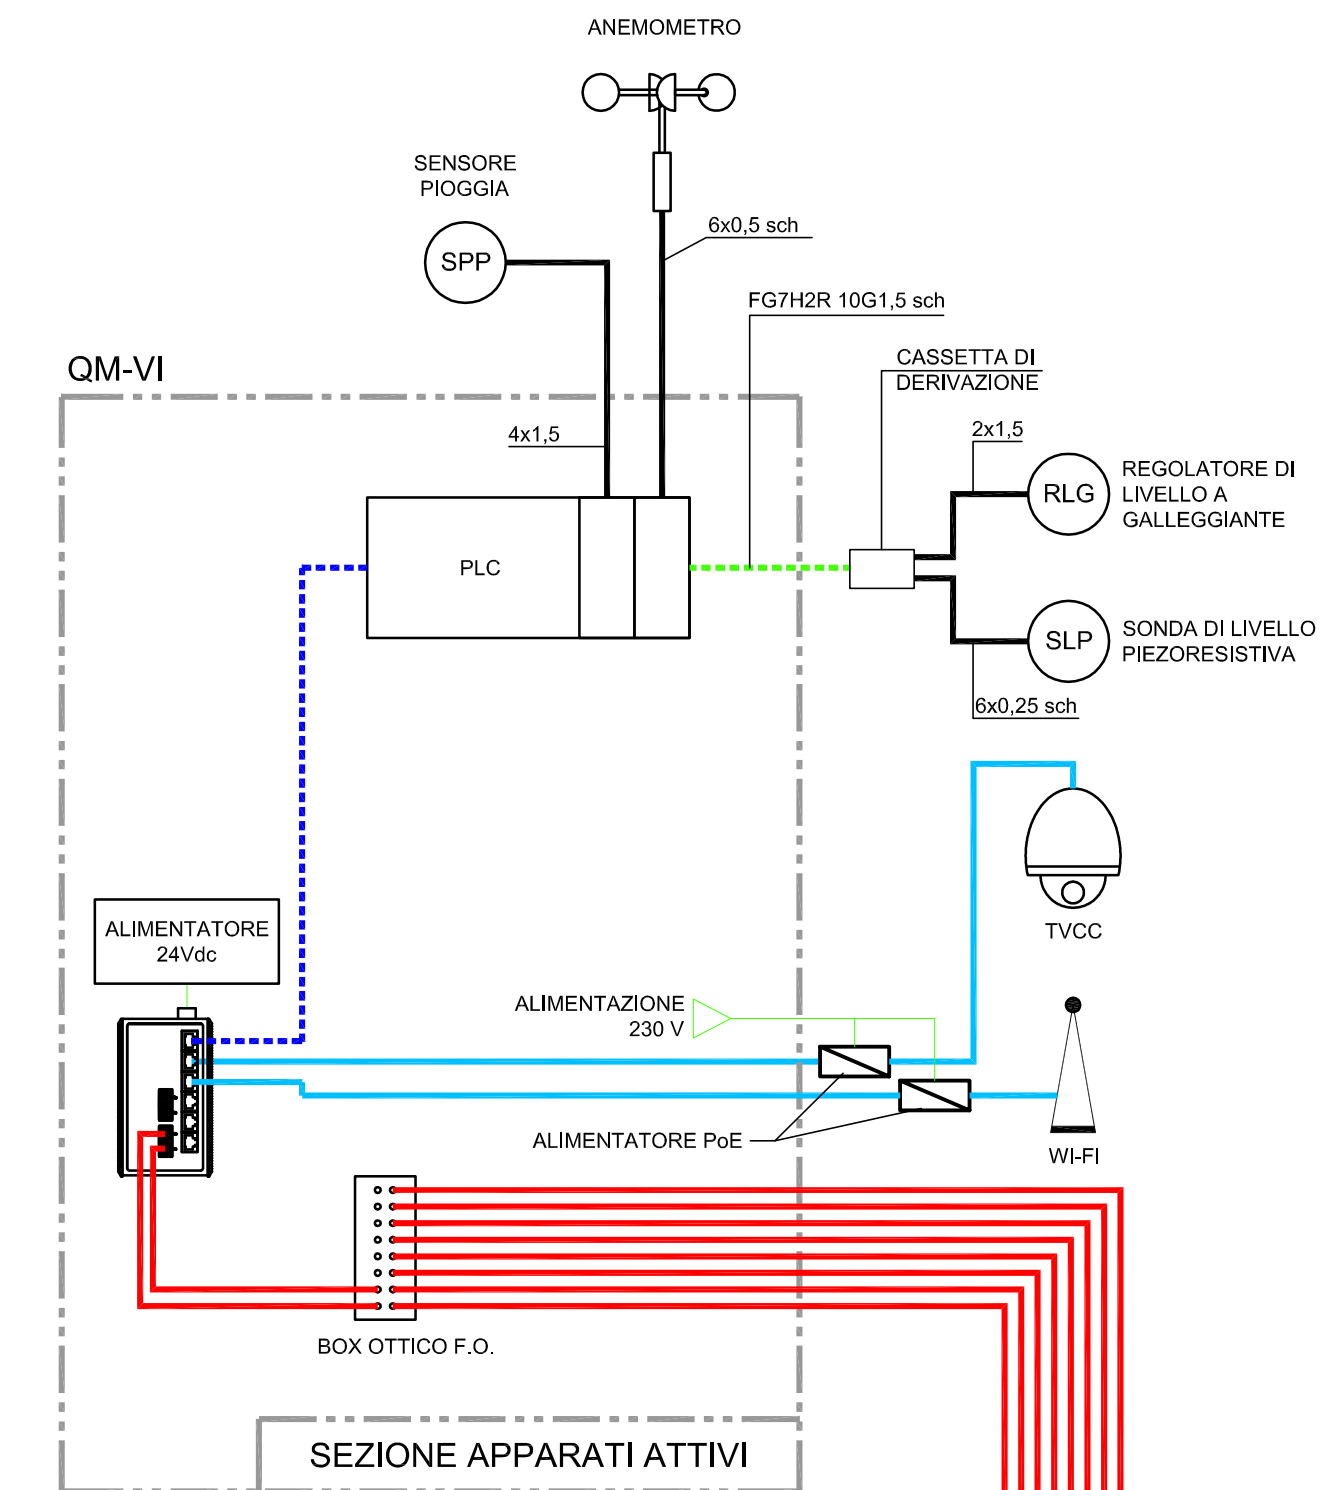 ANEMOMETRO
SENSORE
PIOGGIA
SPP
6x0,5 sch
FG7H2R 10G1,5 sch
QM-VI
CASSETTA DI
DERIVAZIONE
4x1,5
2x1,5
RLG
REGOLATORE DI
LIVELLO A
GALLEGGIANTE
PLC
SLP
SONDA DI LIVELLO
PIEZORESISTIVA
6x0,25 sch
TVCC
ALIMENTATORE
24Vdc
ALIMENTAZIONE
230 V
ALIMENTATORE PoE
WI-FI
BOX OTTICO F.O.
SEZIONE APPARATI ATTIVI